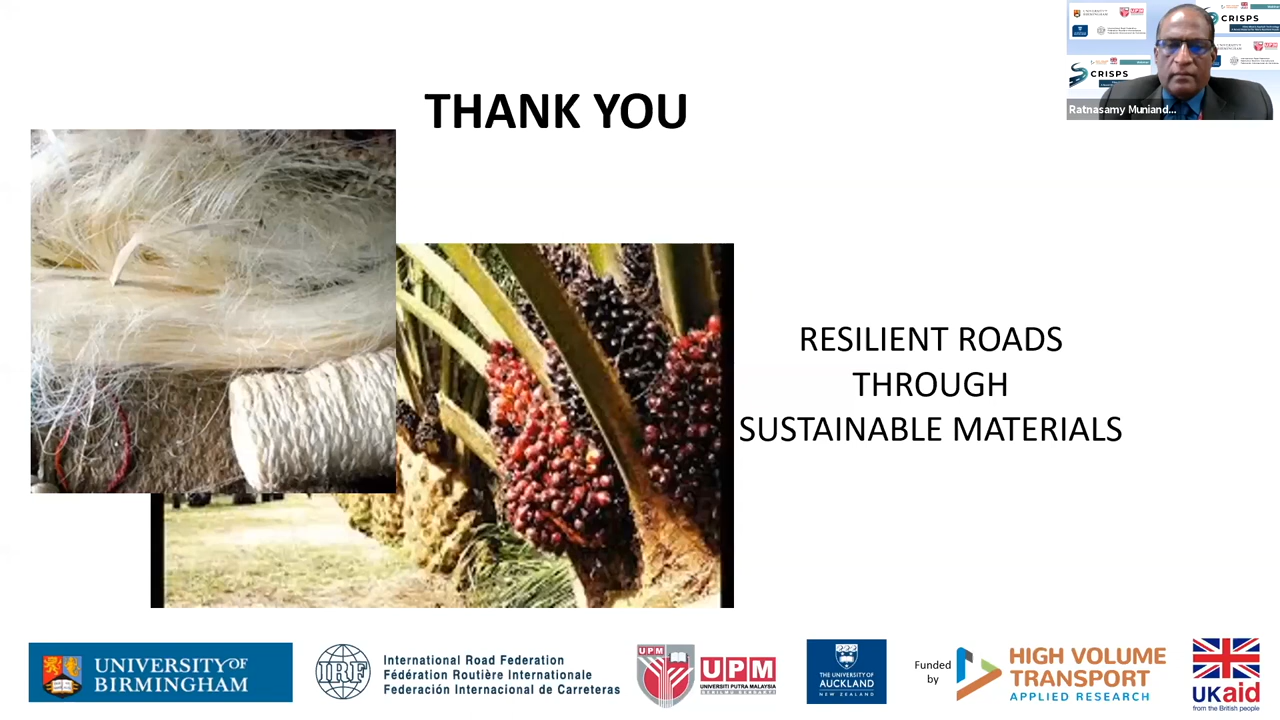 THANK YOU
CRISPS
CRISPS
Ratnasamy Muniand...
RESILIENT ROADS
THROUGH
SUSTAINABLE MATERIALS
UNIVERSITY OF
BIRMINGHAM
IRF
International Road Federation
Fédération Routière Internationale
Federación Internacional de Carreteras
UPM
UPM
UNIVERSITI PUTRA MALAYSIA
BERILMU BERBAKTI
THE UNIVERSITY OF
AUCKLAND
NEW ZEALAND
Funded
by
HIGH VOLUME
TRANSPORT
APPLIED RESEARCH
UKaid
from the British people